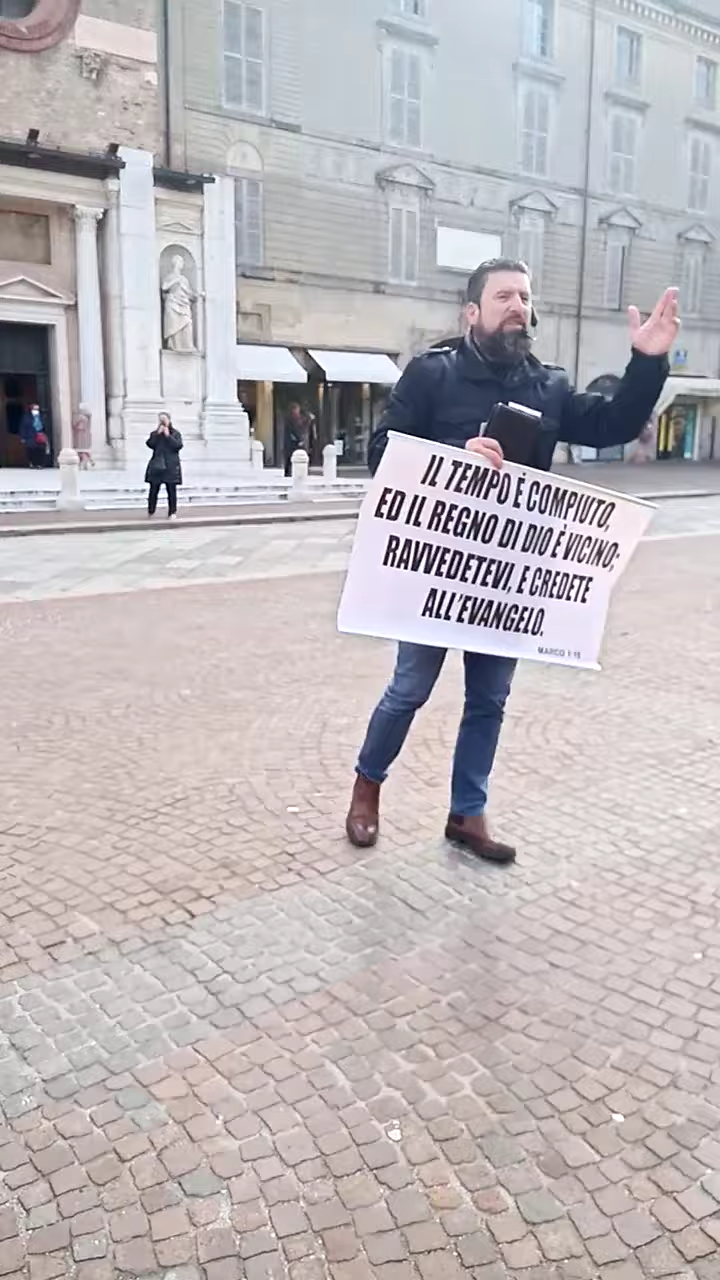 IL TEMPO È COMPIUTO,
ED IL REGNO DI DIO È VICINO;
RAVVEDETEVI, E CREDETE
ALL'EVANGELO.
MARCO 1:15